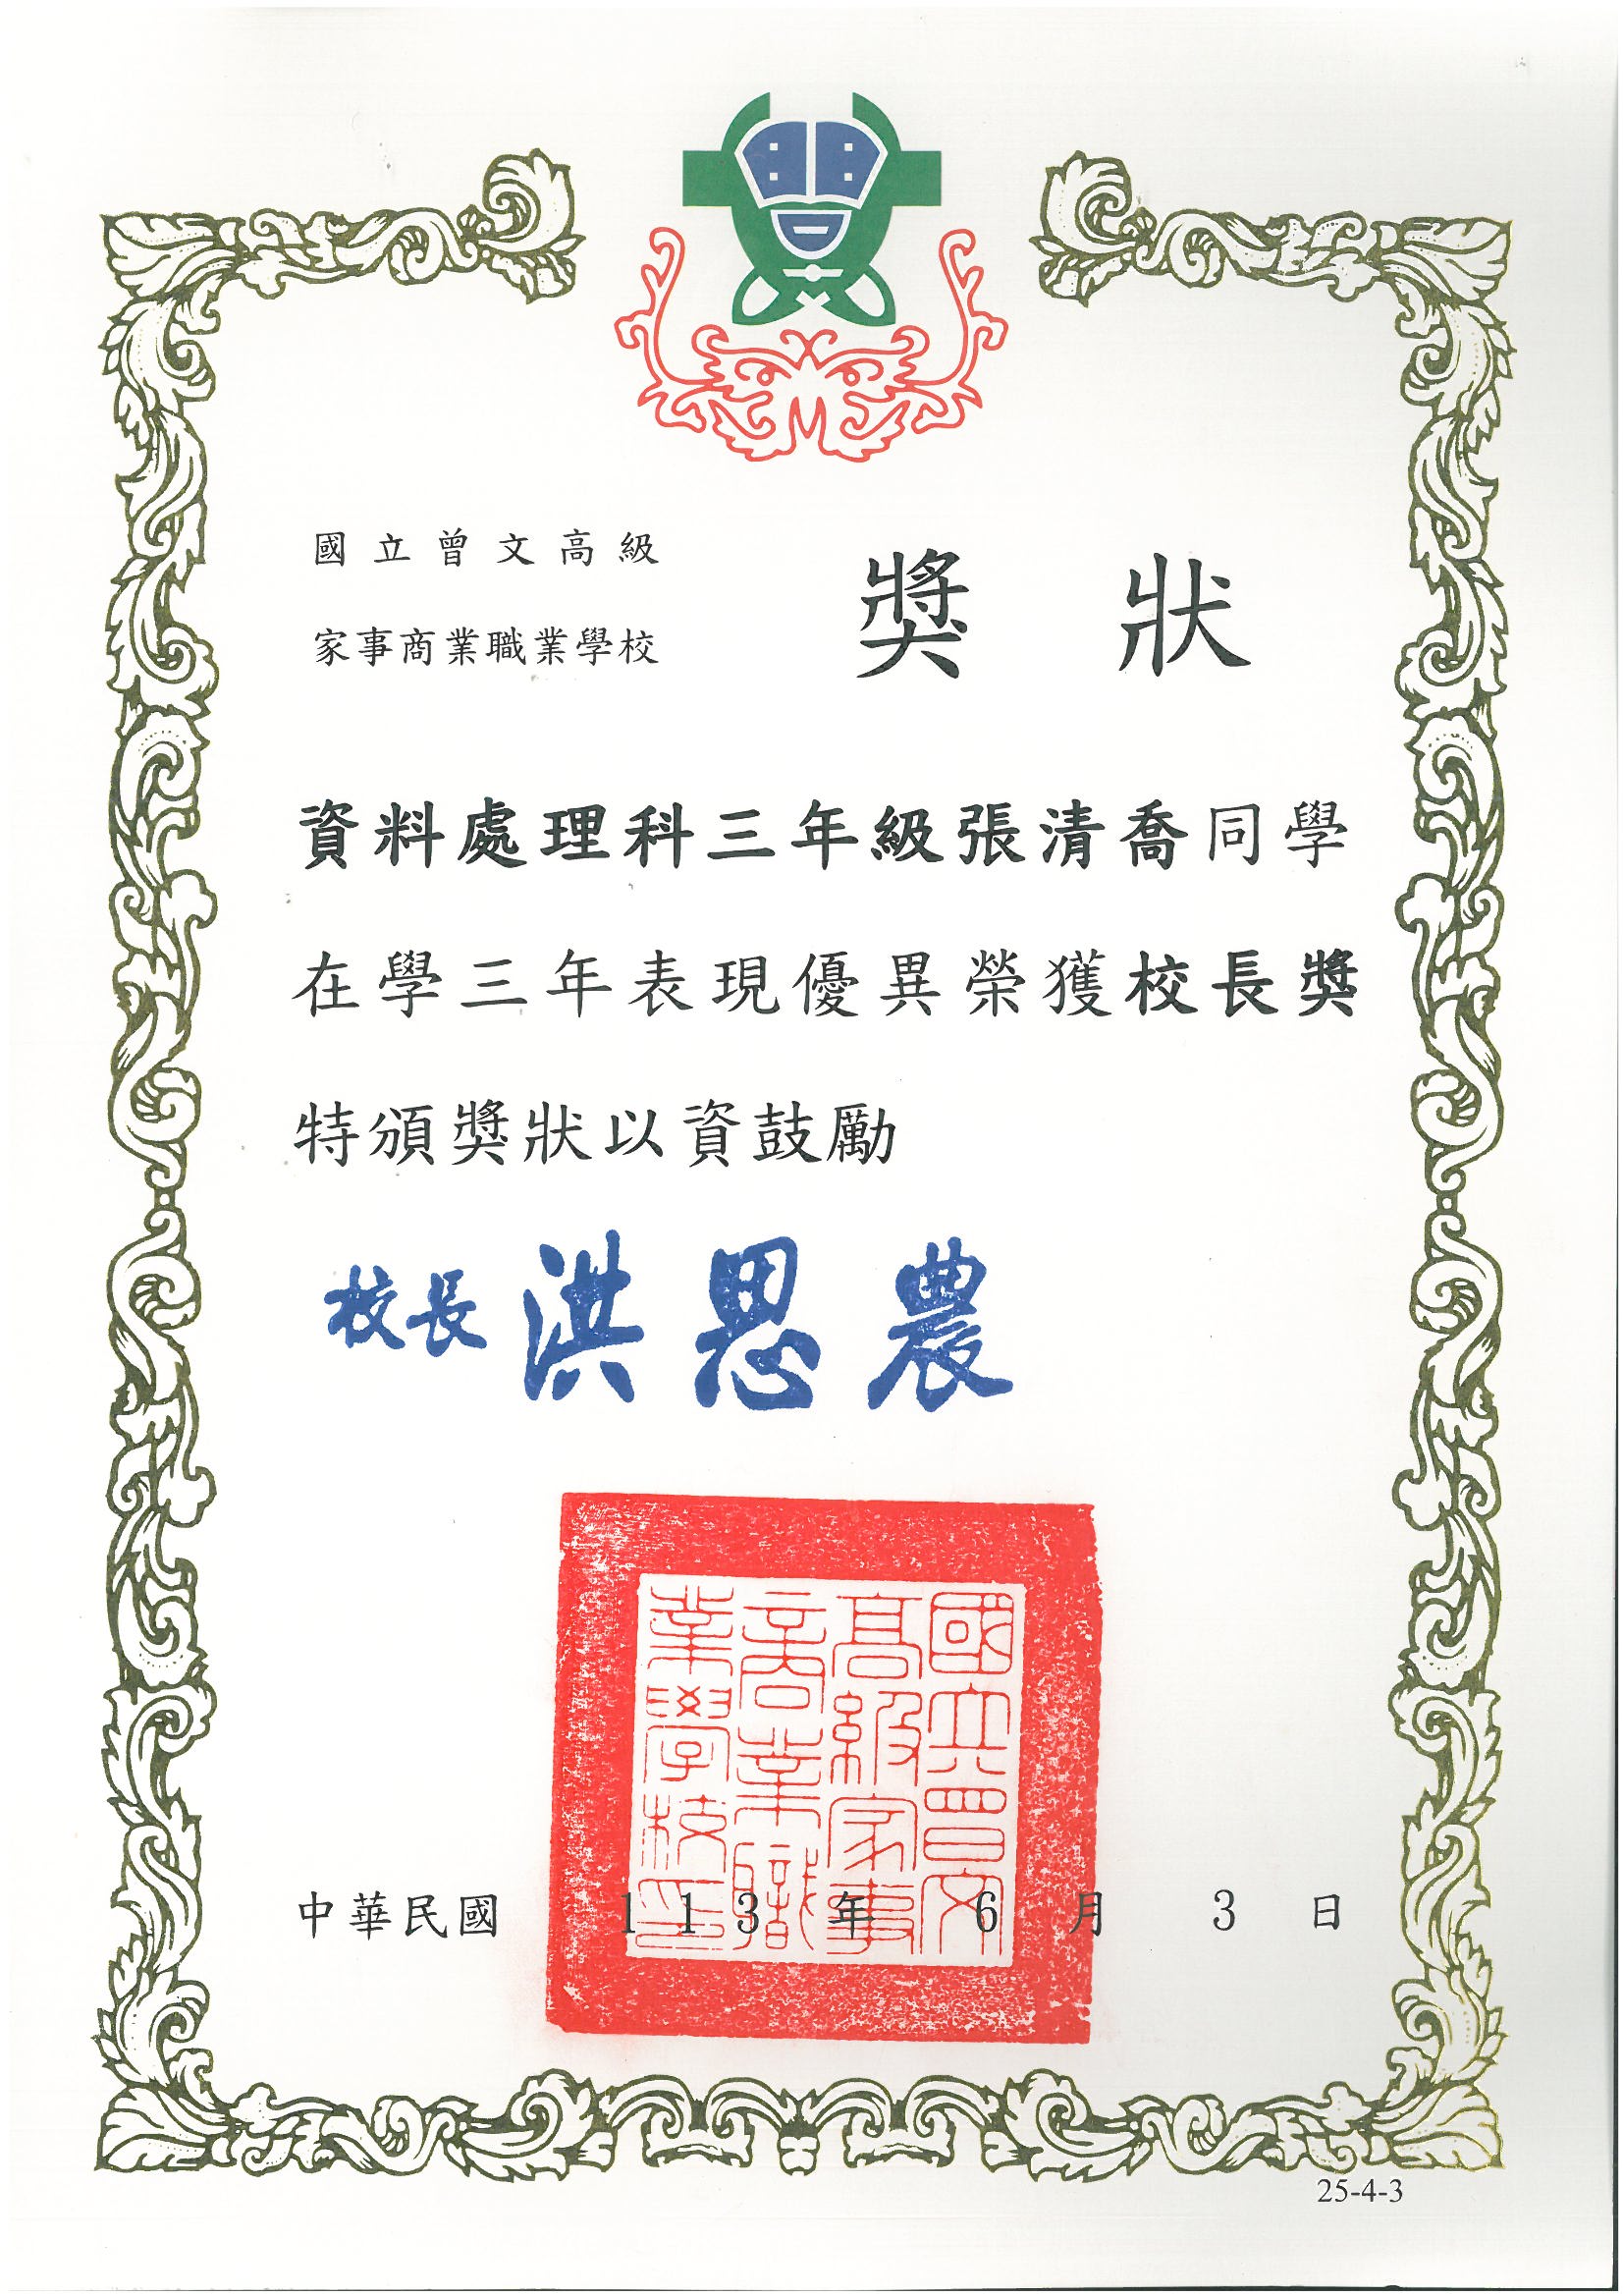 國立曾文高級
家事商業職業學校
獎狀
資料處理科三年級張清喬同學
在學三年表現優異榮獲校長獎
特頒獎狀以資鼓勵
校長 洪思農
國立曾文
高級家事
商業職
業學校印
中華民國 113 年 6 月 3 日
25-4-3